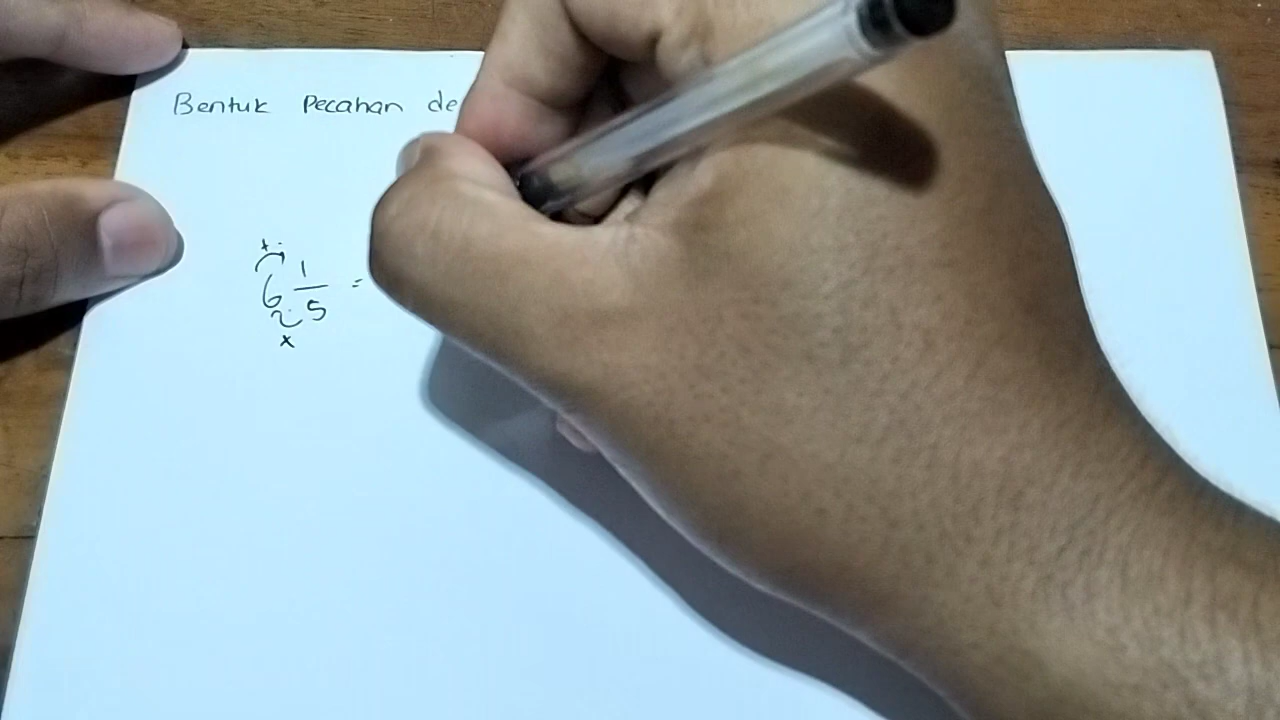 Bentuk Pecahan de
+
6 1/5 =
x